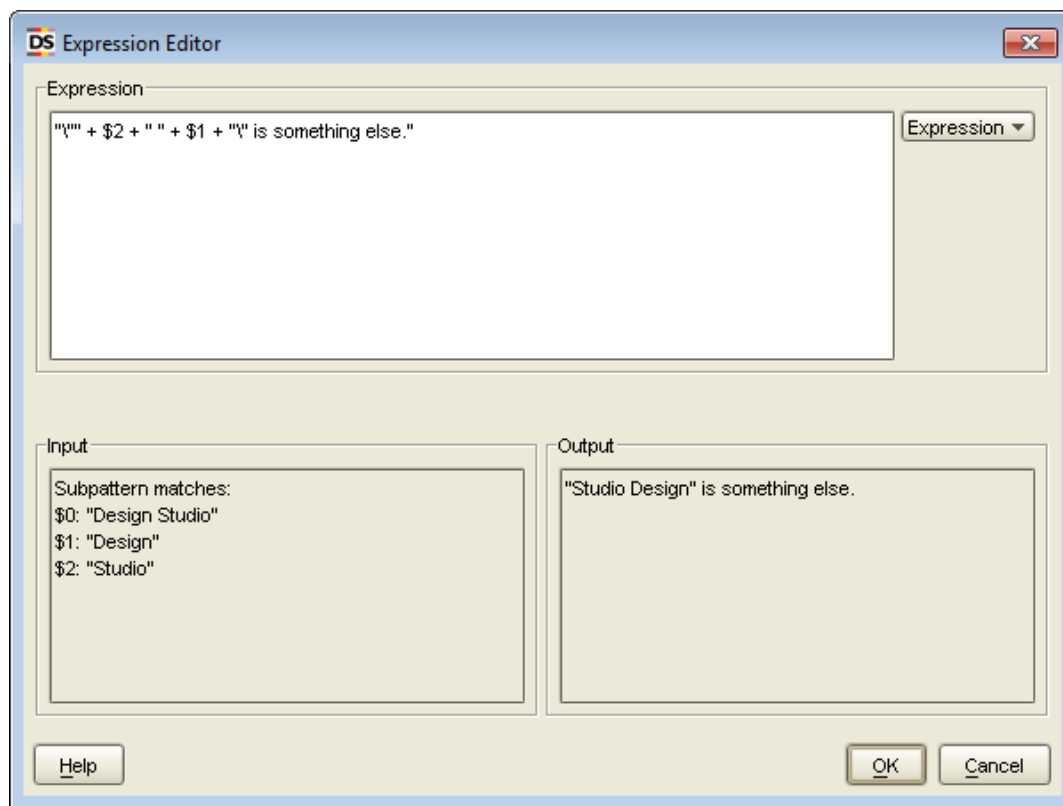 DS Expression Editor
Expression
"\"" + $2 + " " + $1 + "\" is something else."
Expression
Input
Subpattern matches:
$0: "Design Studio"
$1: "Design"
$2: "Studio"
Output
"Studio Design" is something else.
Help
OK
Cancel